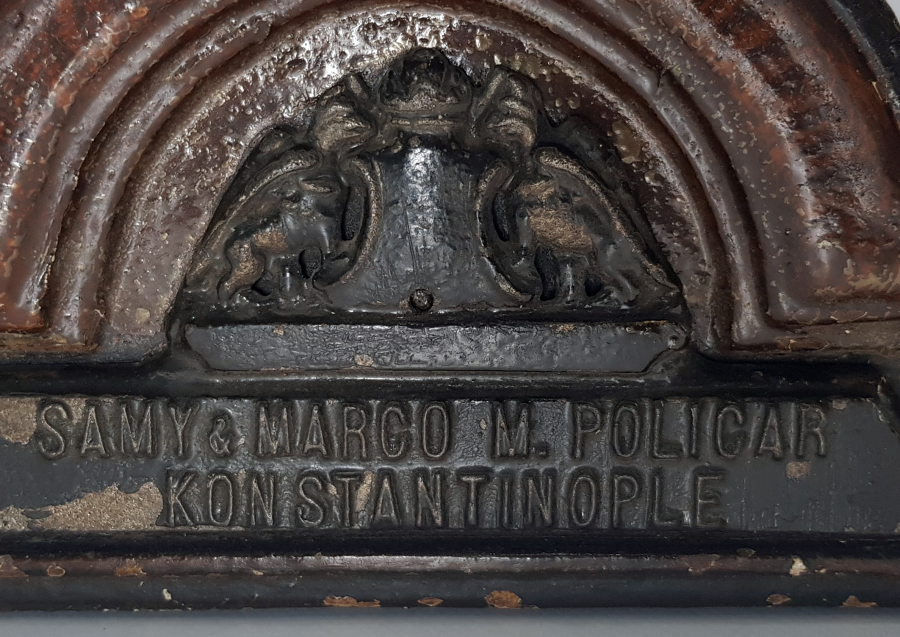 SAMY & MARCO M. POLICAR
KONSTANTINOPLE